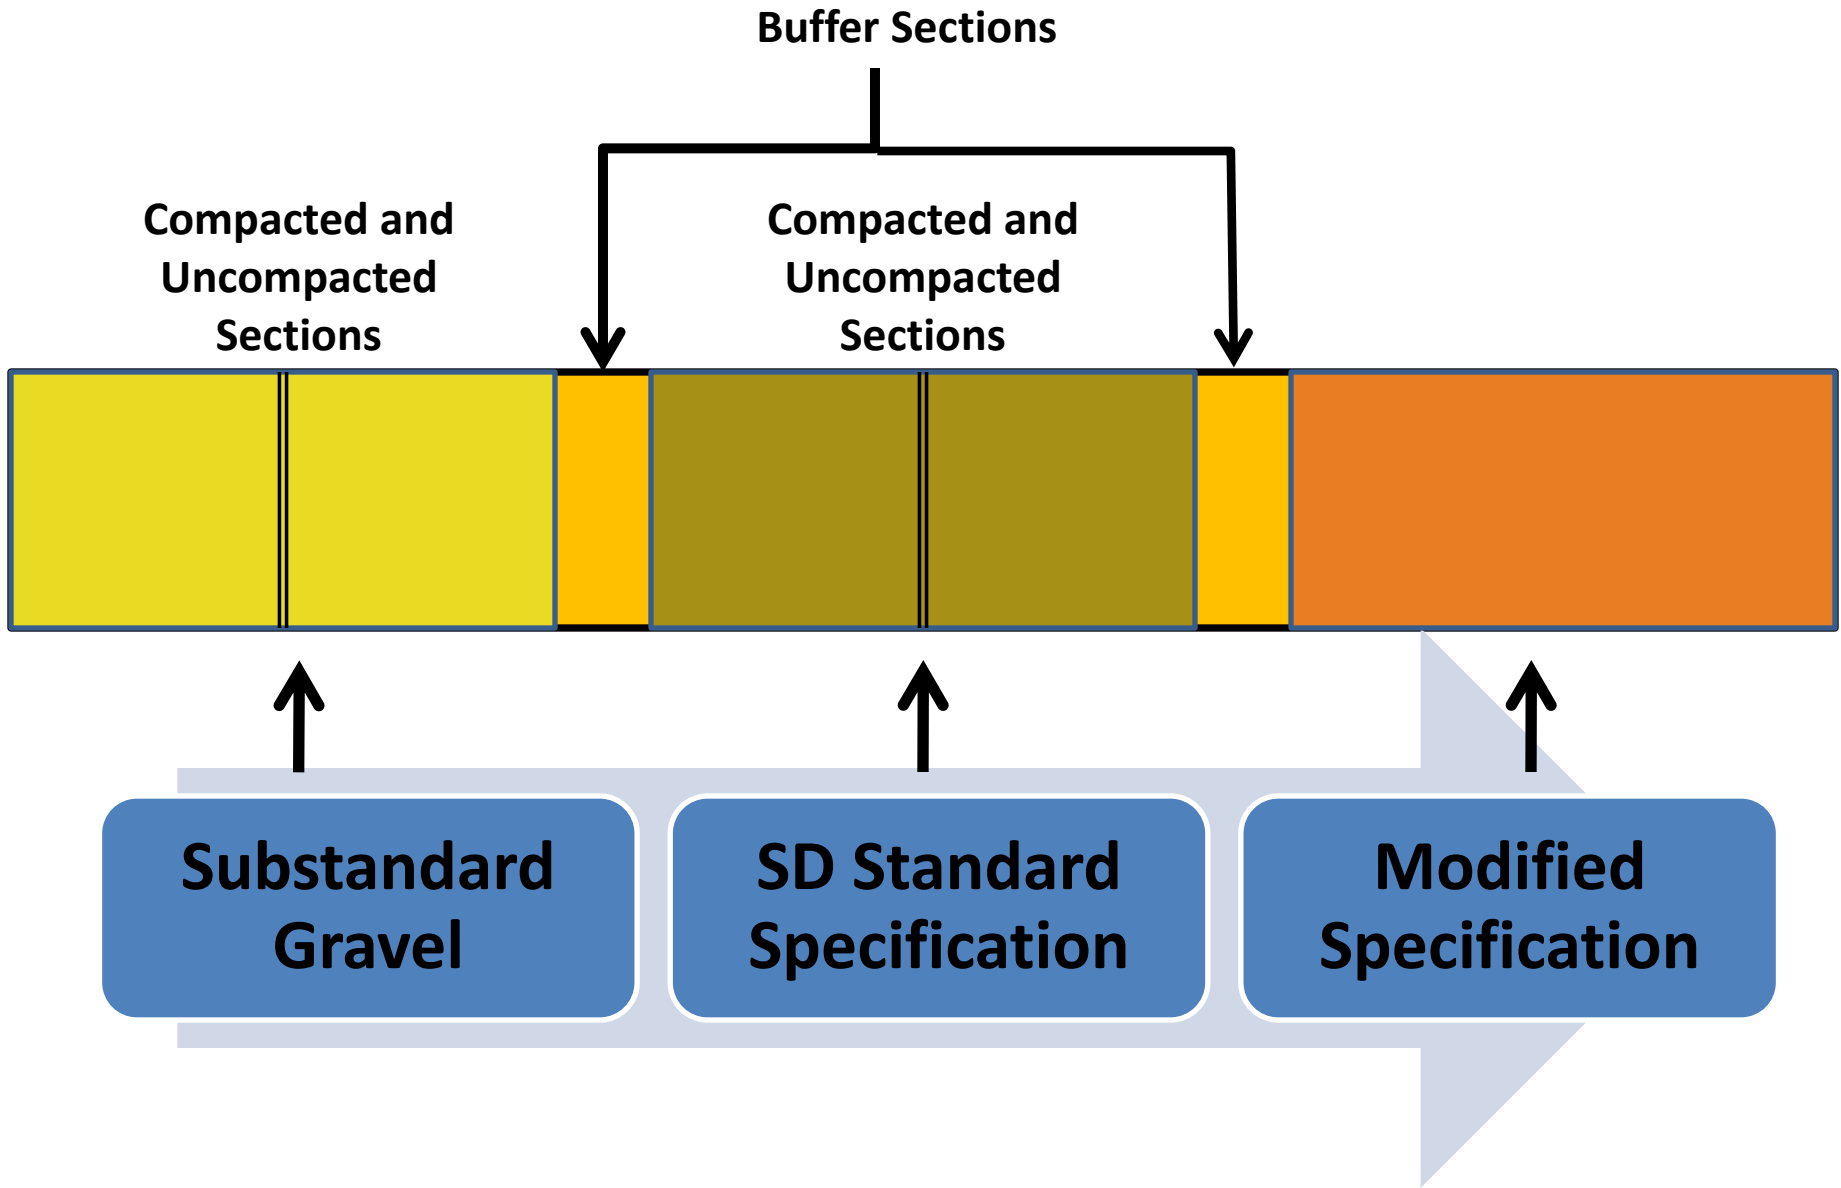 Buffer Sections
Compacted and
Uncompacted
Sections
Compacted and
Uncompacted
Sections
Substandard
Gravel
SD Standard
Specification
Modified
Specification